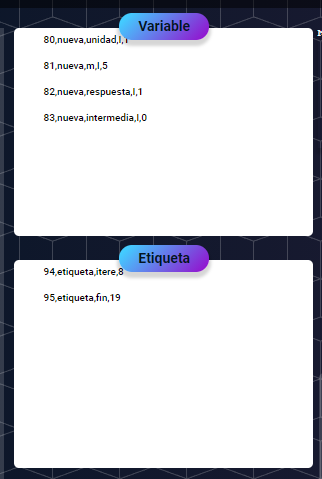 Variable
80,nueva,unidad,I,1
81,nueva,m,I,5
82,nueva,respuesta,I,1
83,nueva,intermedia,I,0
Etiqueta
94,etiqueta,itere,8
95,etiqueta,fin,19